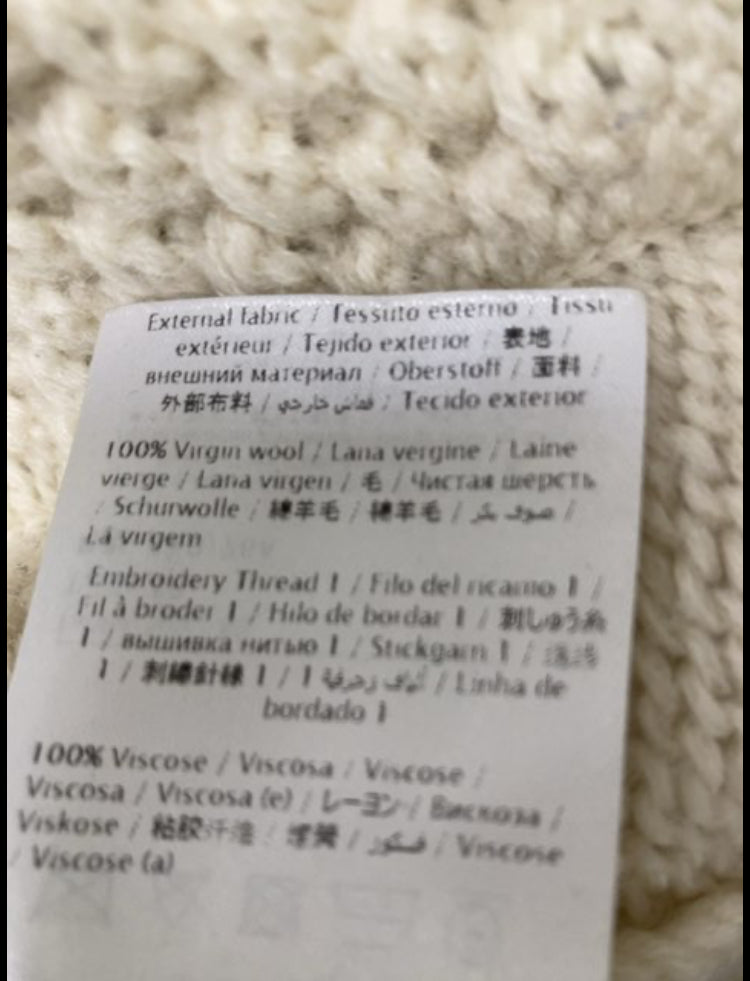 External fabric / Tessuto esterno / Tissu
extérieur / Tejido exterior / 表地 /
внешний материал / Oberstoff / 面料 /
外部布料 / قماش خارجي / Tecido exterior
100% Virgin wool / Lana vergine / Laine
vierge / Lana virgen / 毛 / Чистая шерсть
/ Schurwolle / 綿羊毛 / 綿羊毛 / صوف بكر /
Lã virgem
Embroidery Thread 1 / Filo del ricamo 1 /
Fil à broder 1 / Hilo de bordar 1 / 刺しゅう糸
1 / вышивка нитью 1 / Stickgarn 1 /
1 / 刺繡針線 1 / 1 ألياف زخرفية / Linha de
bordado 1
100% Viscose / Viscosa / Viscose /
Viscosa / Viscosa (e) / レーヨン / Вискоза /
Viskose / 粘胶 / فسكوز / Viscose
/ Viscose (a)